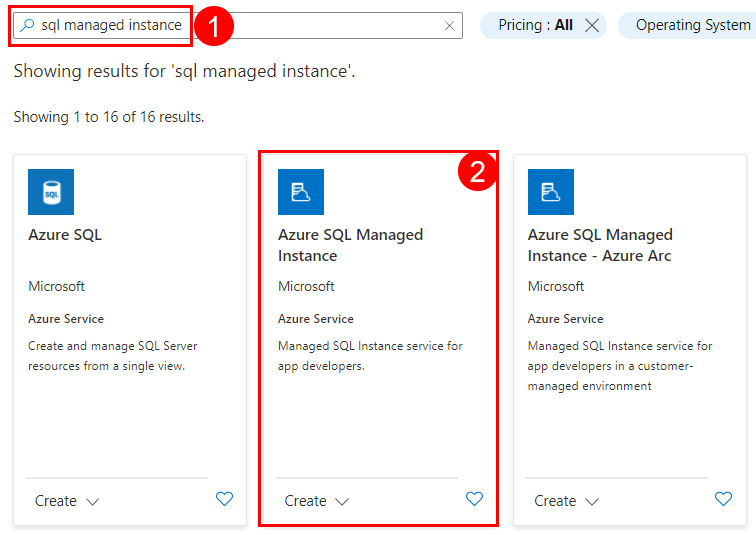 sql managed instance
1
Pricing : All
Operating System
Showing results for 'sql managed instance'.
Showing 1 to 16 of 16 results.
SQL
Azure SQL
Microsoft
Azure Service
Create and manage SQL Server
resources from a single view.
Create
2
Azure SQL Managed
Instance
Microsoft
Azure Service
Managed SQL Instance service for
app developers.
Create
Azure SQL Managed
Instance - Azure Arc
Microsoft
Azure Service
Managed SQL Instance service for
app developers in a customer-
managed environment
Create